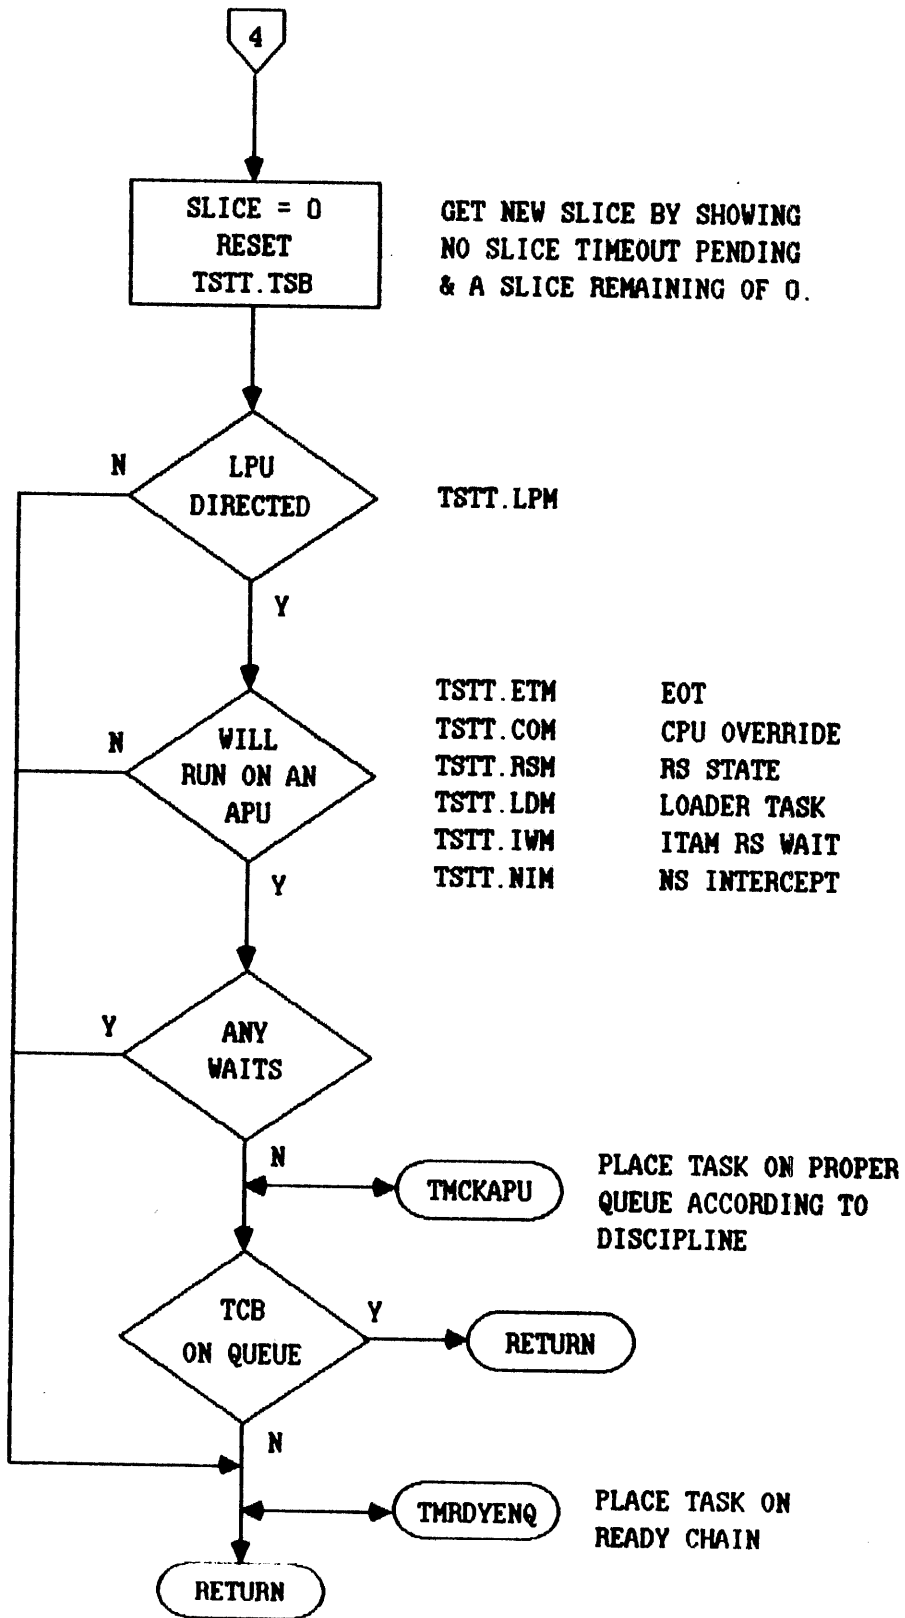 4
SLICE = 0
RESET
TSTT.TSB
GET NEW SLICE BY SHOWING
NO SLICE TIMEOUT PENDING
& A SLICE REMAINING OF 0.
N
LPU
DIRECTED
TSTT.LPM
Y
N
WILL
RUN ON AN
APU
TSTT.ETM EOT
TSTT.COM CPU OVERRIDE
TSTT.RSM RS STATE
TSTT.LDM LOADER TASK
TSTT.IWM ITAM RS WAIT
TSTT.NIM NS INTERCEPT
Y
Y
ANY
WAITS
N
TMCKAPU
PLACE TASK ON PROPER
QUEUE ACCORDING TO
DISCIPLINE
TCB
ON QUEUE
Y
RETURN
N
TMRDYENQ
PLACE TASK ON
READY CHAIN
RETURN